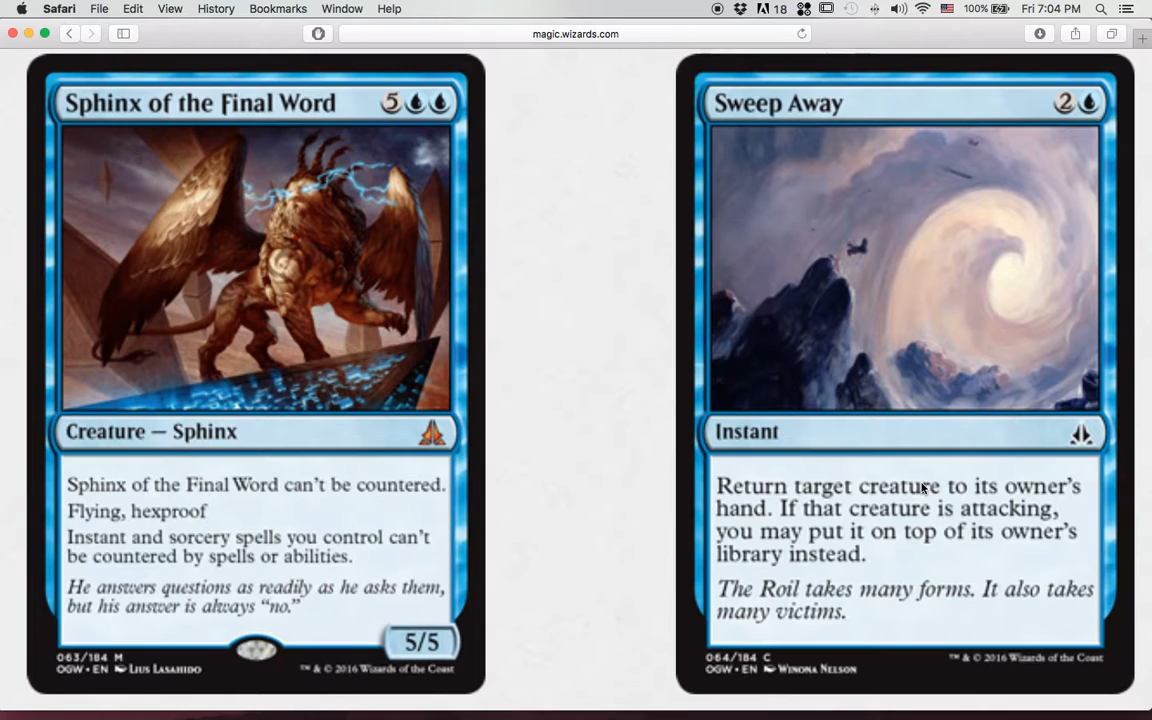 Safari File Edit View History Bookmarks Window Help 18 100% Fri 7:04 PM
magic.wizards.com
Sphinx of the Final Word 5
Creature — Sphinx
Sphinx of the Final Word can't be countered.
Flying, hexproof
Instant and sorcery spells you control can't
be countered by spells or abilities.
He answers questions as readily as he asks them,
but his answer is always "no."
5/5
063/184 M
OGW • EN Lius Lasahido ™ & © 2016 Wizards of the Coast
Sweep Away 2
Instant
Return target creature to its owner's
hand. If that creature is attacking,
you may put it on top of its owner's
library instead.
The Roil takes many forms. It also takes
many victims.
064/184 C ™ & © 2016 Wizards of the Coast
OGW • EN Winona Nelson